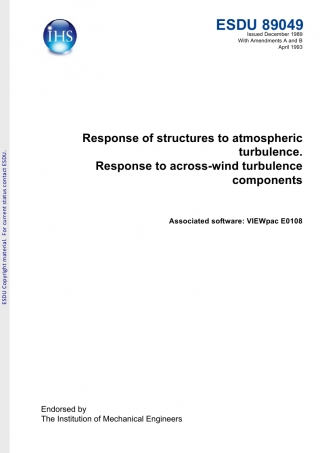 IHS
ESDU 89049
Issued December 1989
With Amendments A and B
April 1993
Response of structures to atmospheric
turbulence.
Response to across-wind turbulence
components
Associated software: VIEWpac E0108
ESDU Copyright material. For current status contact ESDU.
Endorsed by
The Institution of Mechanical Engineers